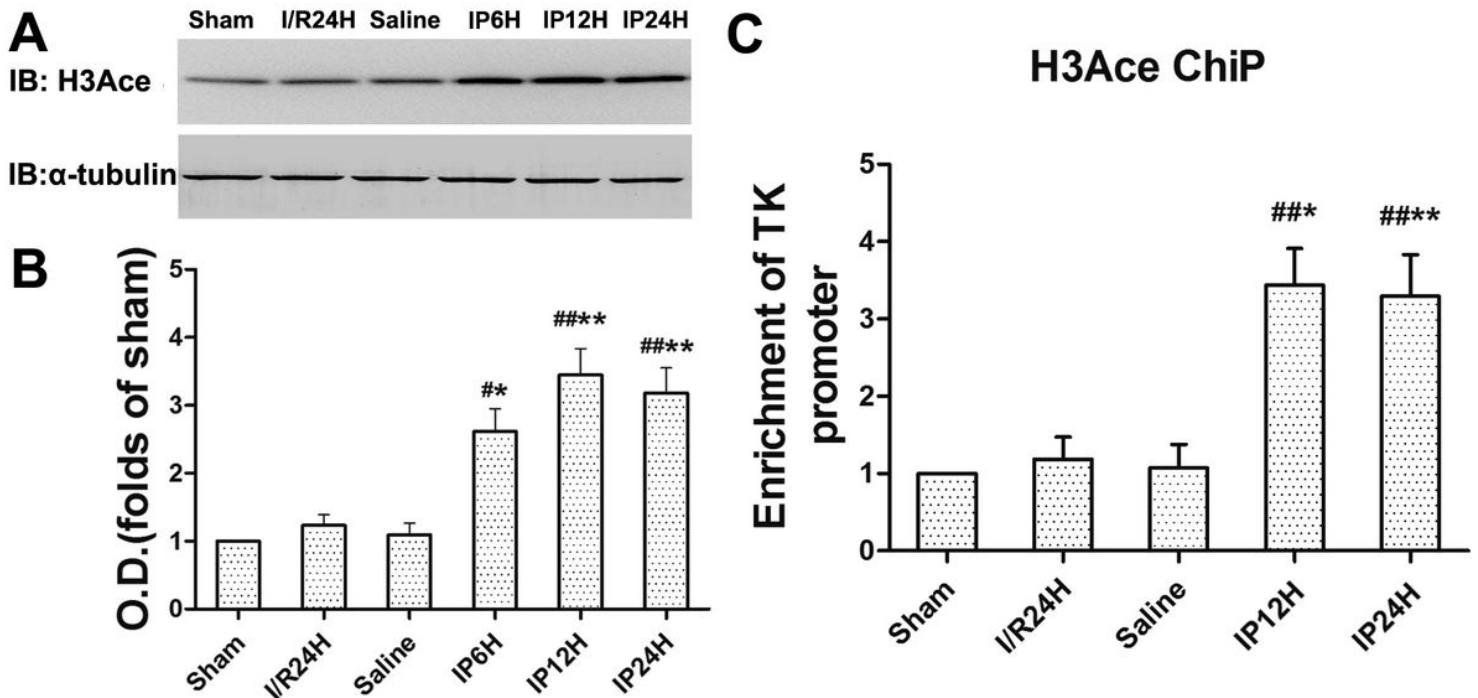 A
Sham I/R24H Saline IP6H IP12H IP24H
IB: H3Ace
IB:α-tubulin
B
O.D.(folds of sham)
5
4
3
2
1
0
#*
##**
##**
Sham
I/R24H
Saline
IP6H
IP12H
IP24H
C
H3Ace ChiP
Enrichment of TK
promoter
5
4
3
2
1
0
##*
##**
Sham
I/R24H
Saline
IP12H
IP24H